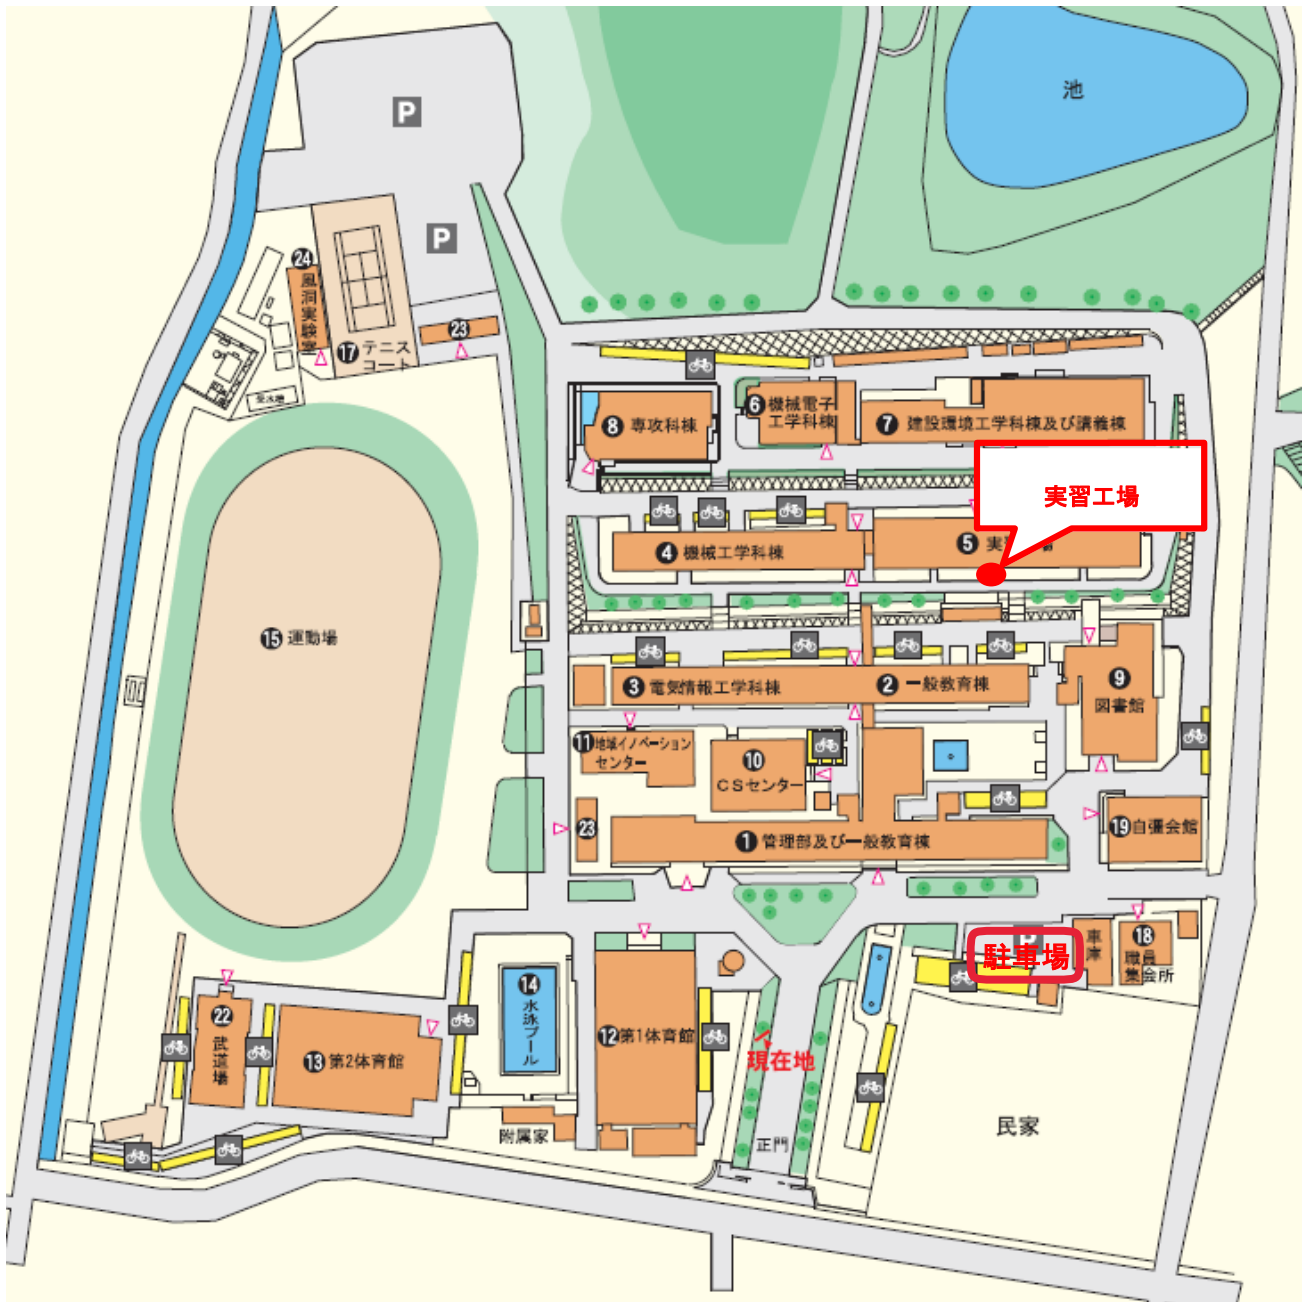 池
P
P
24
風洞実験室
17 テニス
コート
23
受水槽
8 専攻科棟
6 機械電子
工学科棟
7 建設環境工学科棟及び講義棟
実習工場
4 機械工学科棟
5 実
場
15 運動場
3 電気情報工学科棟
2 一般教育棟
9
図書館
11 地域イノベーション
センター
10
CSセンター
23
1 管理部及び一般教育棟
19 自彊会館
P
駐車場
車庫
18
職員
集会所
14
水泳プール
12 第1体育館
22
武道場
13 第2体育館
現在地
附属家
正門
民家